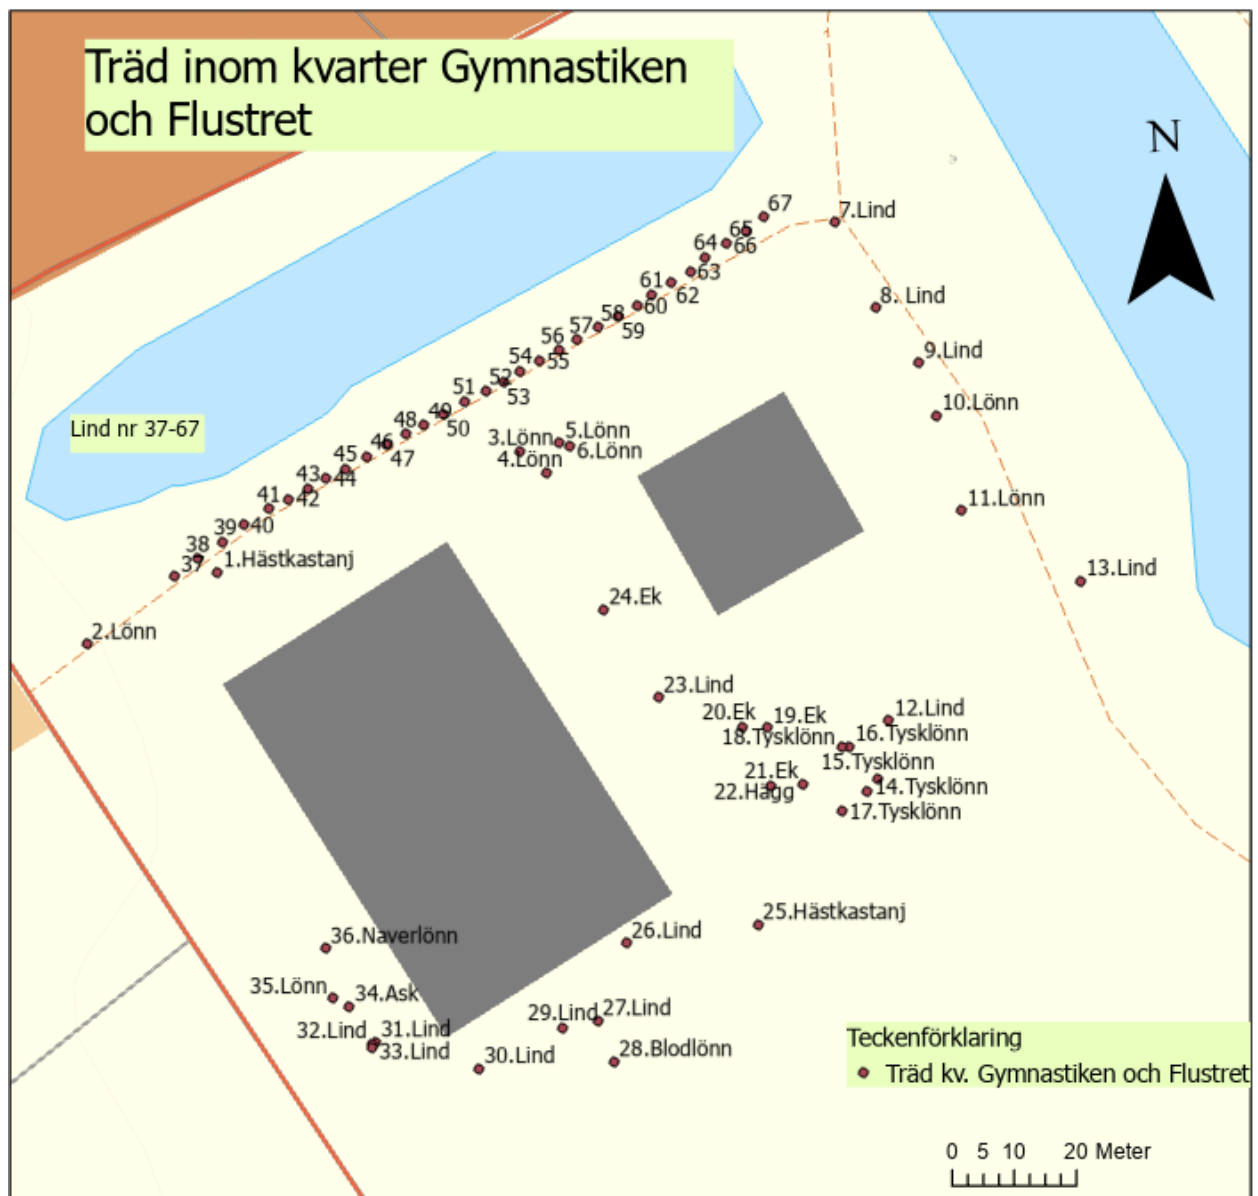 Träd inom kvarter Gymnastiken
och Flustret
N
67
7.Lind
65
66
64
63
8. Lind
61
62
60
58
59
57
9.Lind
56
55
54
10.Lönn
52
53
51
49
50
Lind nr 37-67
48
5.Lönn
3.Lönn
6.Lönn
46
47
4.Lönn
45
43
44
41
42
11.Lönn
39
40
38
1.Hästkastanj
37
13.Lind
24.Ek
2.Lönn
23.Lind
20.Ek
19.Ek
12.Lind
18.Tysklönn
16.Tysklönn
15.Tysklönn
21.Ek
22.Hägg
14.Tysklönn
17.Tysklönn
25.Hästkastanj
26.Lind
36.Naverlönn
35.Lönn
34.Ask
27.Lind
29.Lind
32.Lind
31.Lind
33.Lind
28.Blodlönn
30.Lind
Teckenförklaring
Träd kv. Gymnastiken och Flustret
0 5 10 20 Meter